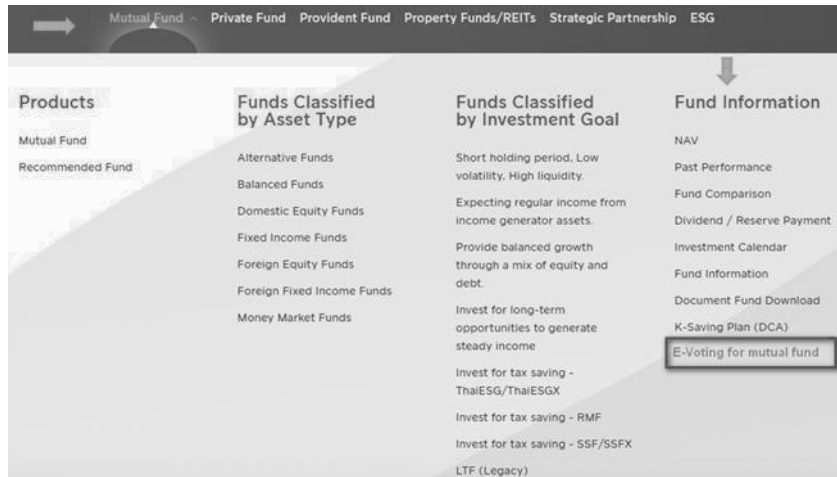 Mutual Fund Private Fund Provident Fund Property Funds/REITs Strategic Partnership ESG
Products
Mutual Fund
Recommended Fund
Funds Classified
by Asset Type
Alternative Funds
Balanced Funds
Domestic Equity Funds
Fixed Income Funds
Foreign Equity Funds
Foreign Fixed Income Funds
Money Market Funds
Funds Classified
by Investment Goal
Short holding period, Low
volatility, High liquidity.
Expecting regular income from
income generator assets.
Provide balanced growth
through a mix of equity and
debt.
Invest for long-term
opportunities to generate
steady income
Invest for tax saving -
ThaiESG/ThaiESGX
Invest for tax saving - RMF
Invest for tax saving - SSF/SSFX
LTF (Legacy)
Fund Information
NAV
Past Performance
Fund Comparison
Dividend / Reserve Payment
Investment Calendar
Fund Information
Document Fund Download
K-Saving Plan (DCA)
E-Voting for mutual fund